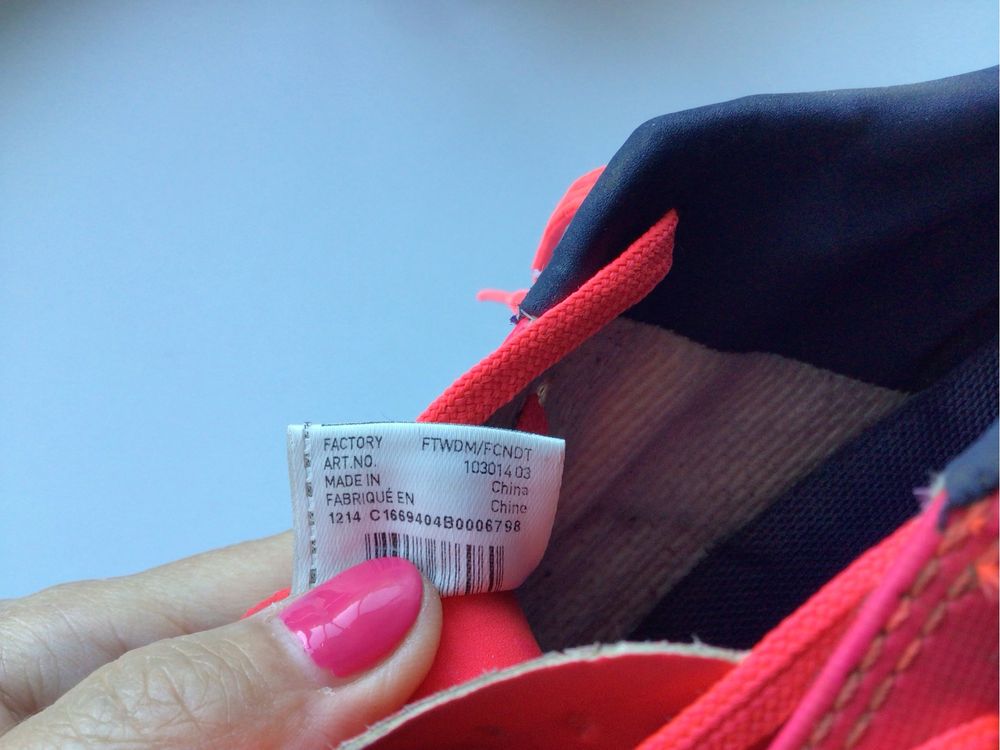 FACTORY FTWDM/FCNDT
ART.NO. 10301403
MADE IN China
FABRIQUÉ EN Chine
1214 C1669404B0006798